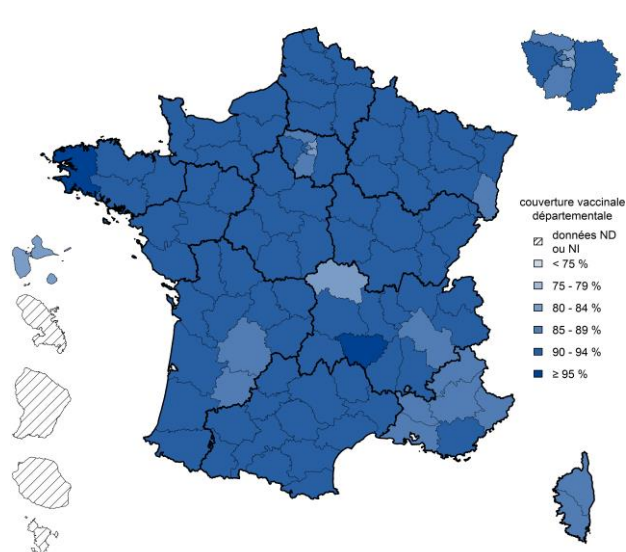 couverture vaccinale
départementale
données ND
ou NI
< 75 %
75 - 79 %
80 - 84 %
85 - 89 %
90 - 94 %
≥ 95 %